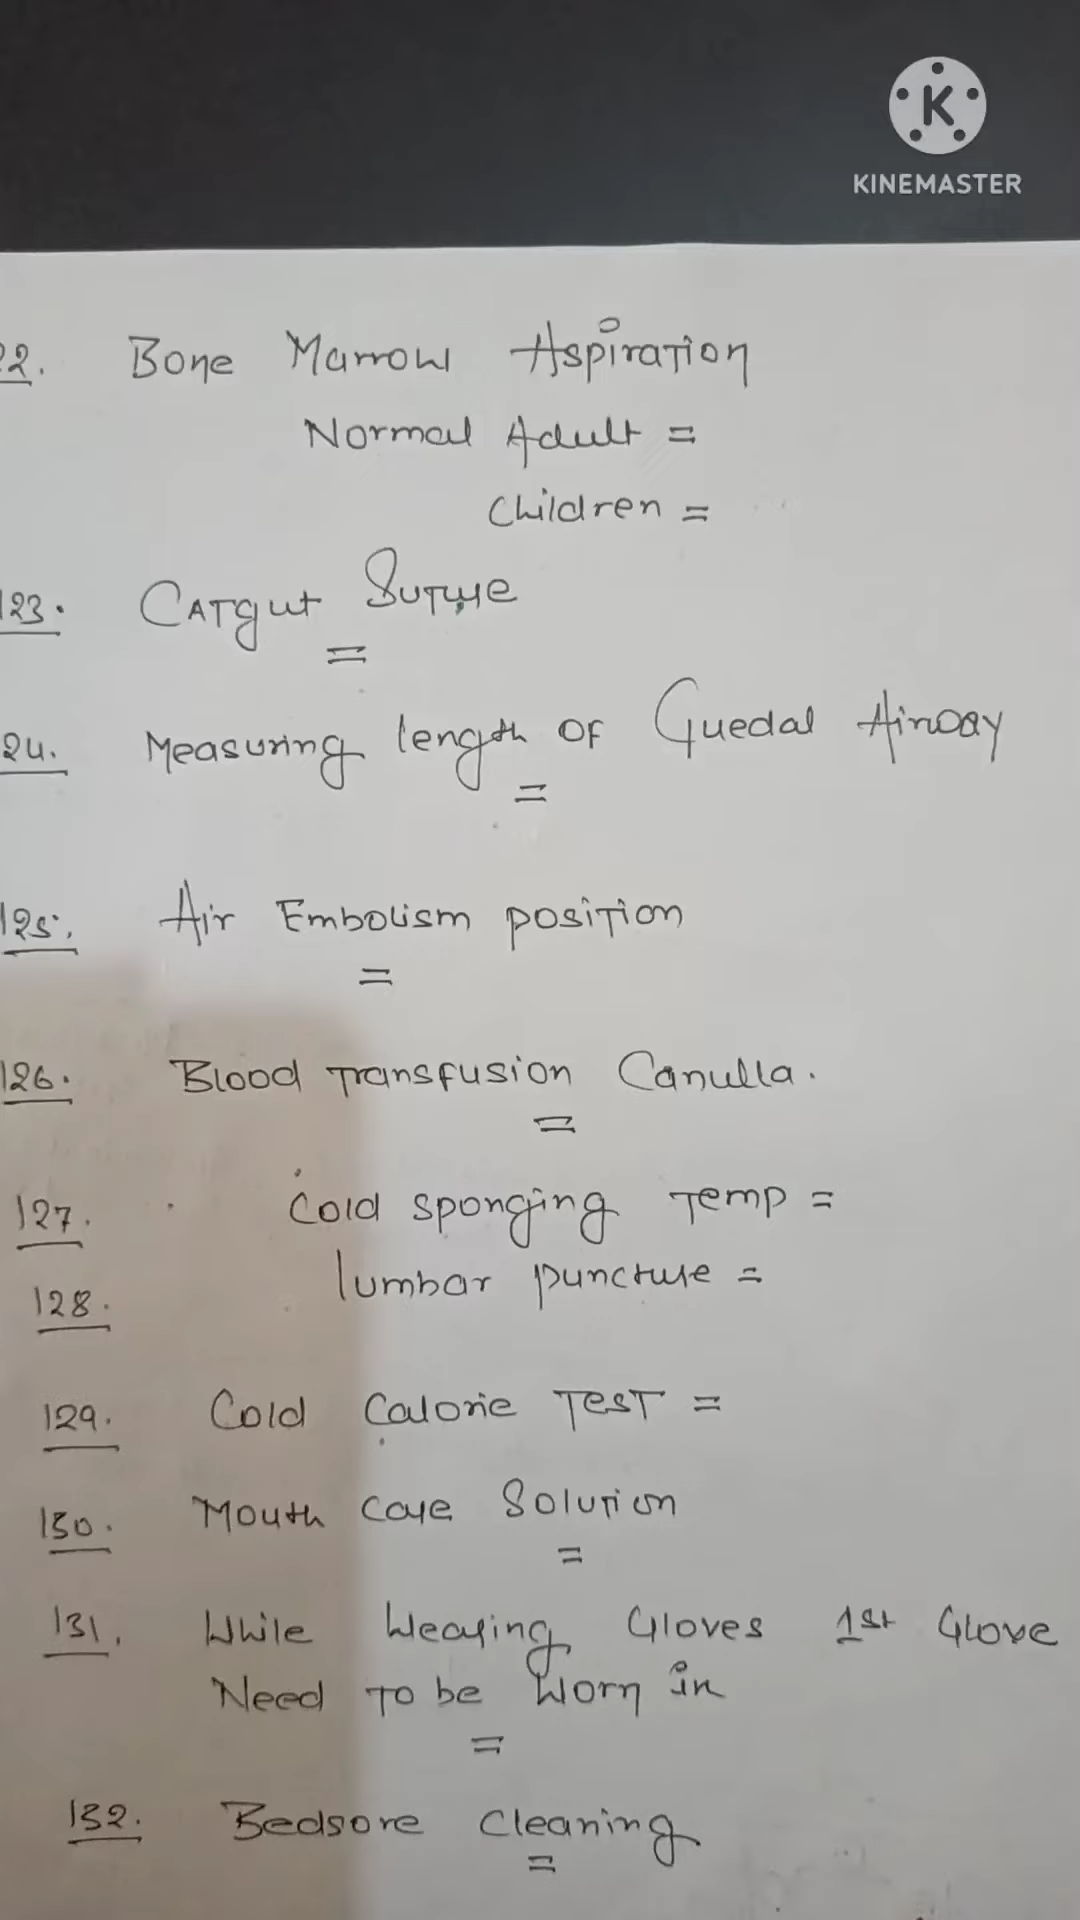 K
KINEMASTER
22. Bone Marrow Aspiration
Normal Adult =
Children =
123. Catgut Suture
=
24. Measuring length of Guedal Airway
=
125. Air Embolism position
=
126. Blood Transfusion Canulla.
=
127. Cold sponging Temp =
128. lumbar puncture =
129. Cold Calorie Test =
130. Mouth care Solution
=
131. While Wearing Gloves 1st Glove
Need to be Worn in
=
132. Bedsore Cleaning
=